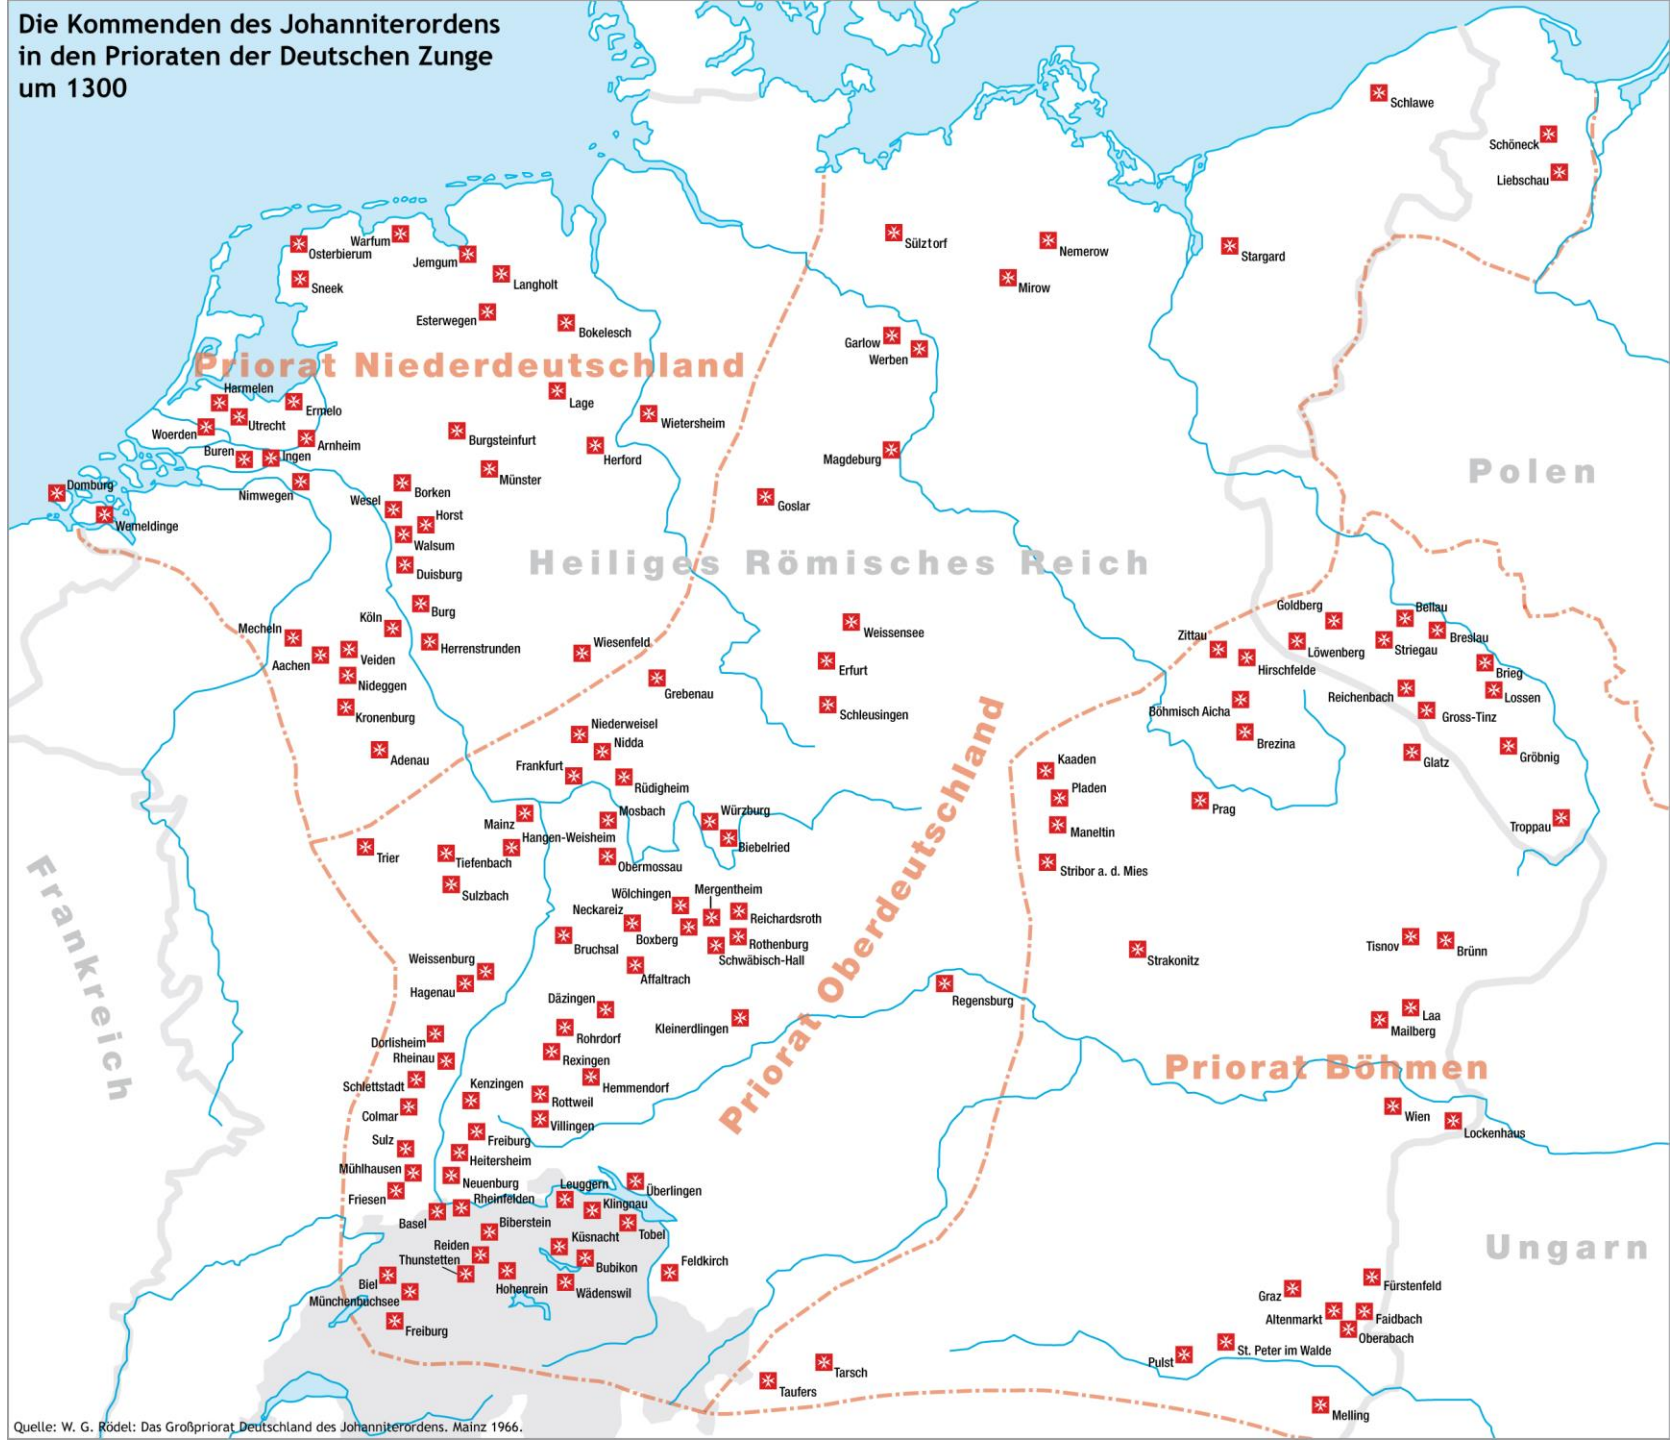 Die Kommenden des Johanniterordens
in den Prioraten der Deutschen Zunge
um 1300
Schlawe
Schöneck
Liebschau
Warfum
Osterbierum
Jemgum
Sneek
Langholt
Esterwegen
Bokelesch
Sülztorf
Nemerow
Mirow
Stargard
Garlow
Werben
Priorat Niederdeutschland
Harmelen
Ermelo
Utrecht
Woerden
Arnheim
Buren
Ingen
Nimwegen
Domburg
Wemeldinge
Lage
Wietersheim
Burgsteinfurt
Herford
Münster
Magdeburg
Goslar
Polen
Borken
Wesel
Horst
Walsum
Duisburg
Heiliges Römisches Reich
Burg
Köln
Herrenstrunden
Mecheln
Aachen
Veiden
Nideggen
Kronenburg
Adenau
Wiesenfeld
Grebenau
Weissensee
Erfurt
Schleusingen
Goldberg
Bellau
Zittau
Breslau
Löwenberg
Striegau
Hirschfelde
Brieg
Reichenbach
Lossen
Böhmisch Aicha
Gross-Tinz
Brezina
Glatz
Gröbnig
Niederweisel
Nidda
Frankfurt
Rüdigheim
Kaaden
Pladen
Prag
Maneltin
Troppau
Stribor a. d. Mies
Mainz
Mosbach
Würzburg
Hangen-Weisheim
Biebelried
Trier
Tiefenbach
Obermossau
Sulzbach
Priorat Oberdeutschland
Frankreich
Wölchingen
Mergentheim
Neckareiz
Reichardsroth
Boxberg
Rothenburg
Bruchsal
Schwäbisch-Hall
Affaltrach
Weissenburg
Hagenau
Tisnov
Brünn
Strakonitz
Regensburg
Däzingen
Kleinerdlingen
Rohrdorf
Rexingen
Hemmendorf
Laa
Mailberg
Dorlisheim
Rheinau
Schlettstadt
Kenzingen
Rottweil
Colmar
Villingen
Priorat Böhmen
Wien
Lockenhaus
Sulz
Freiburg
Heitersheim
Mühlhausen
Neuenburg
Friesen
Rheinfelden
Leuggern
Überlingen
Klingnau
Basel
Biberstein
Tobel
Küsnacht
Reiden
Thunstetten
Bubikon
Feldkirch
Hohenrein
Wädenswil
Biel
Münchenbuchsee
Freiburg
Ungarn
Fürstenfeld
Graz
Altenmarkt
Faidbach
Oberabach
St. Peter im Walde
Pulst
Tarsch
Taufers
Melling
Quelle: W. G. Rödel: Das Großpriorat Deutschland des Johanniterordens. Mainz 1966.